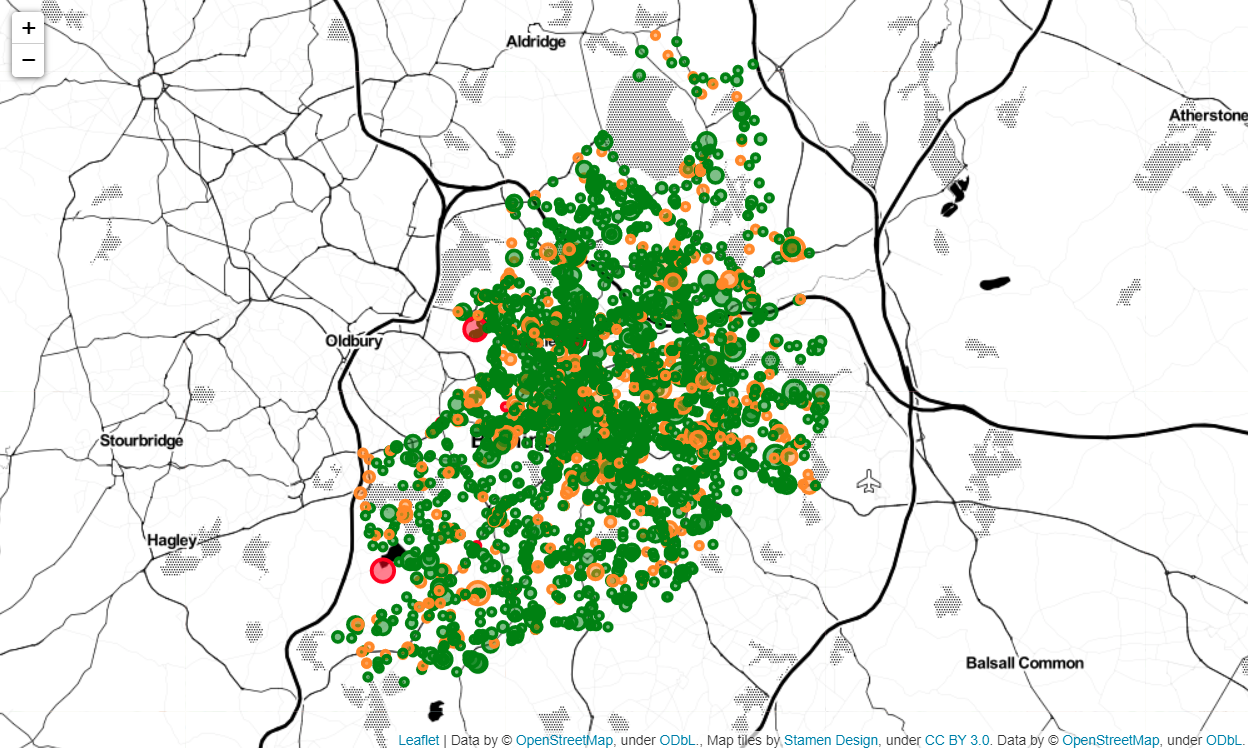 +
−
Aldridge
Atherstone
Oldbury
Stourbridge
Hagley
Balsall Common
Leaflet | Data by © OpenStreetMap, under ODbL., Map tiles by Stamen Design, under CC BY 3.0. Data by © OpenStreetMap, under ODbL.